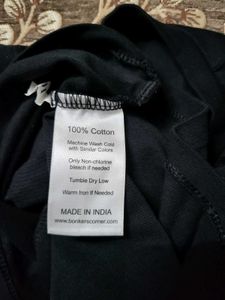 100% Cotton
Machine Wash Cold
with Similar Colors
Only Non-chlorine
bleach if needed
Tumble Dry Low
Warm Iron If Needed
MADE IN INDIA
www.bonkerscorner.com